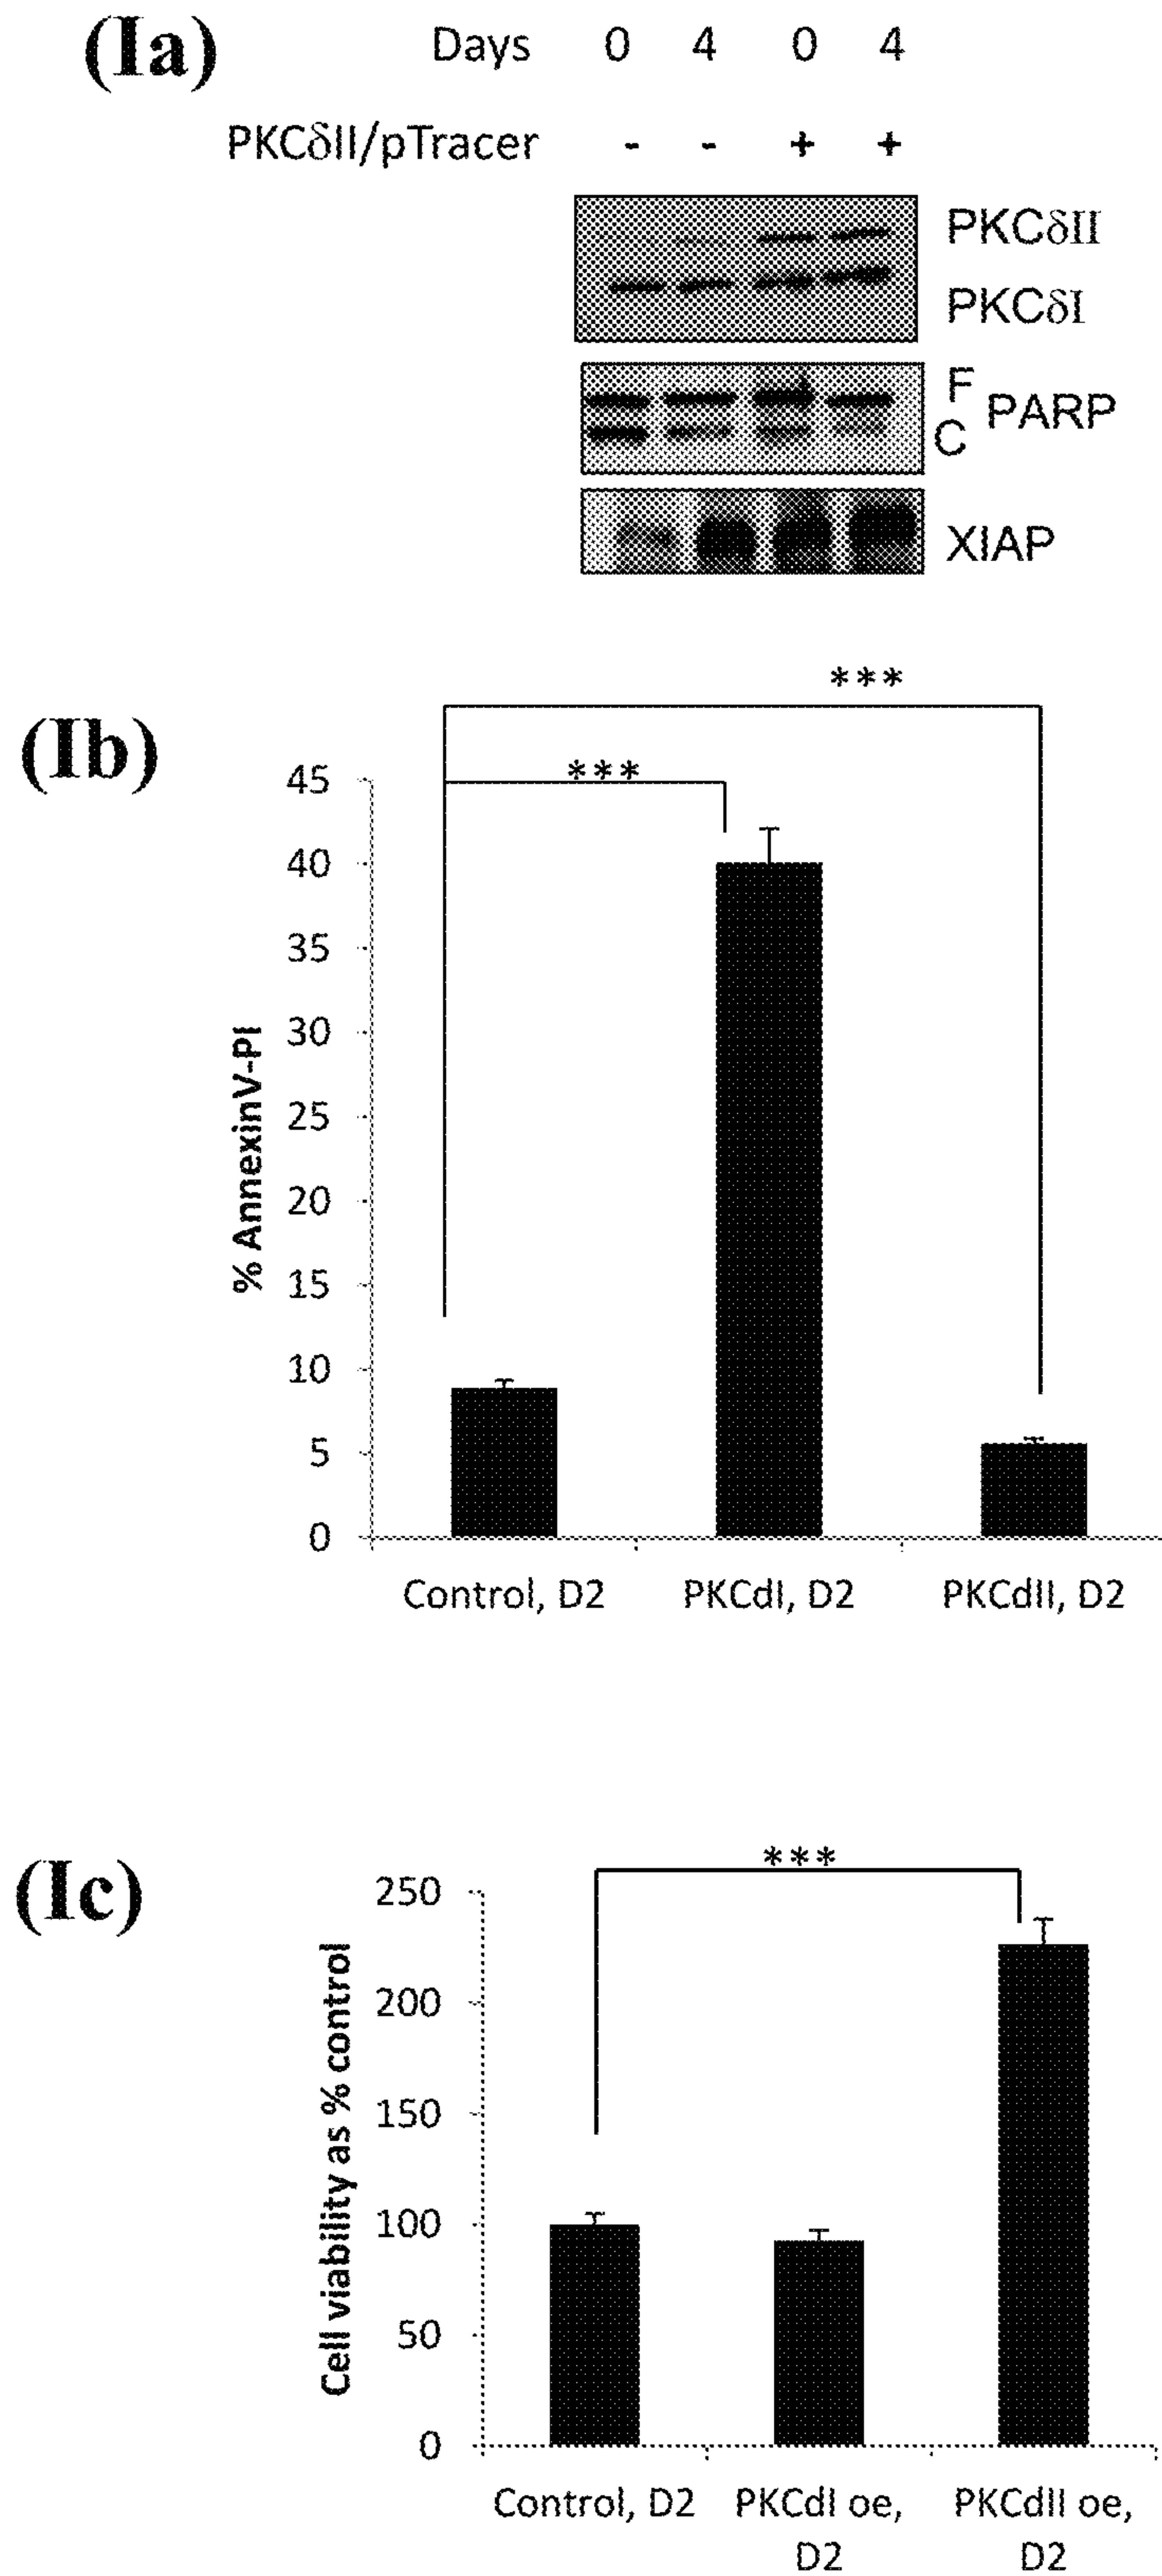 (Ia) Days 0 4 0 4
PKCδII/pTracer - - + +
PKCδII
PKCδI
F
PARP
C
XIAP
***
(Ib)
***
45
40
35
30
25
20
15
10
5
0
% AnnexinV-PI
Control, D2 PKCdI, D2 PKCdII, D2
(Ic)
***
250
200
150
100
50
0
Cell viability as % control
Control, D2 PKCdI oe, PKCdII oe,
D2 D2